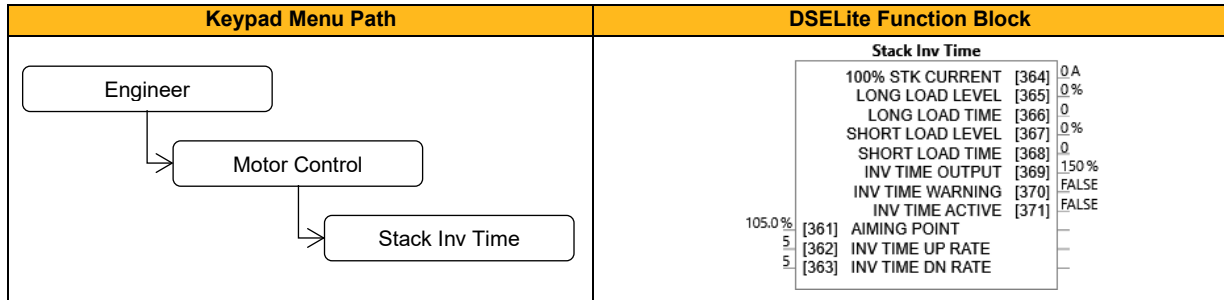 Keypad Menu Path
DSELite Function Block
Engineer
Motor Control
Stack Inv Time
Stack Inv Time
100% STK CURRENT [364] 0 A
LONG LOAD LEVEL [365] 0 %
LONG LOAD TIME [366] 0
SHORT LOAD LEVEL [367] 0 %
SHORT LOAD TIME [368] 0
INV TIME OUTPUT [369] 150 %
INV TIME WARNING [370] FALSE
INV TIME ACTIVE [371] FALSE
105.0 % [361] AIMING POINT
5 [362] INV TIME UP RATE
5 [363] INV TIME DN RATE